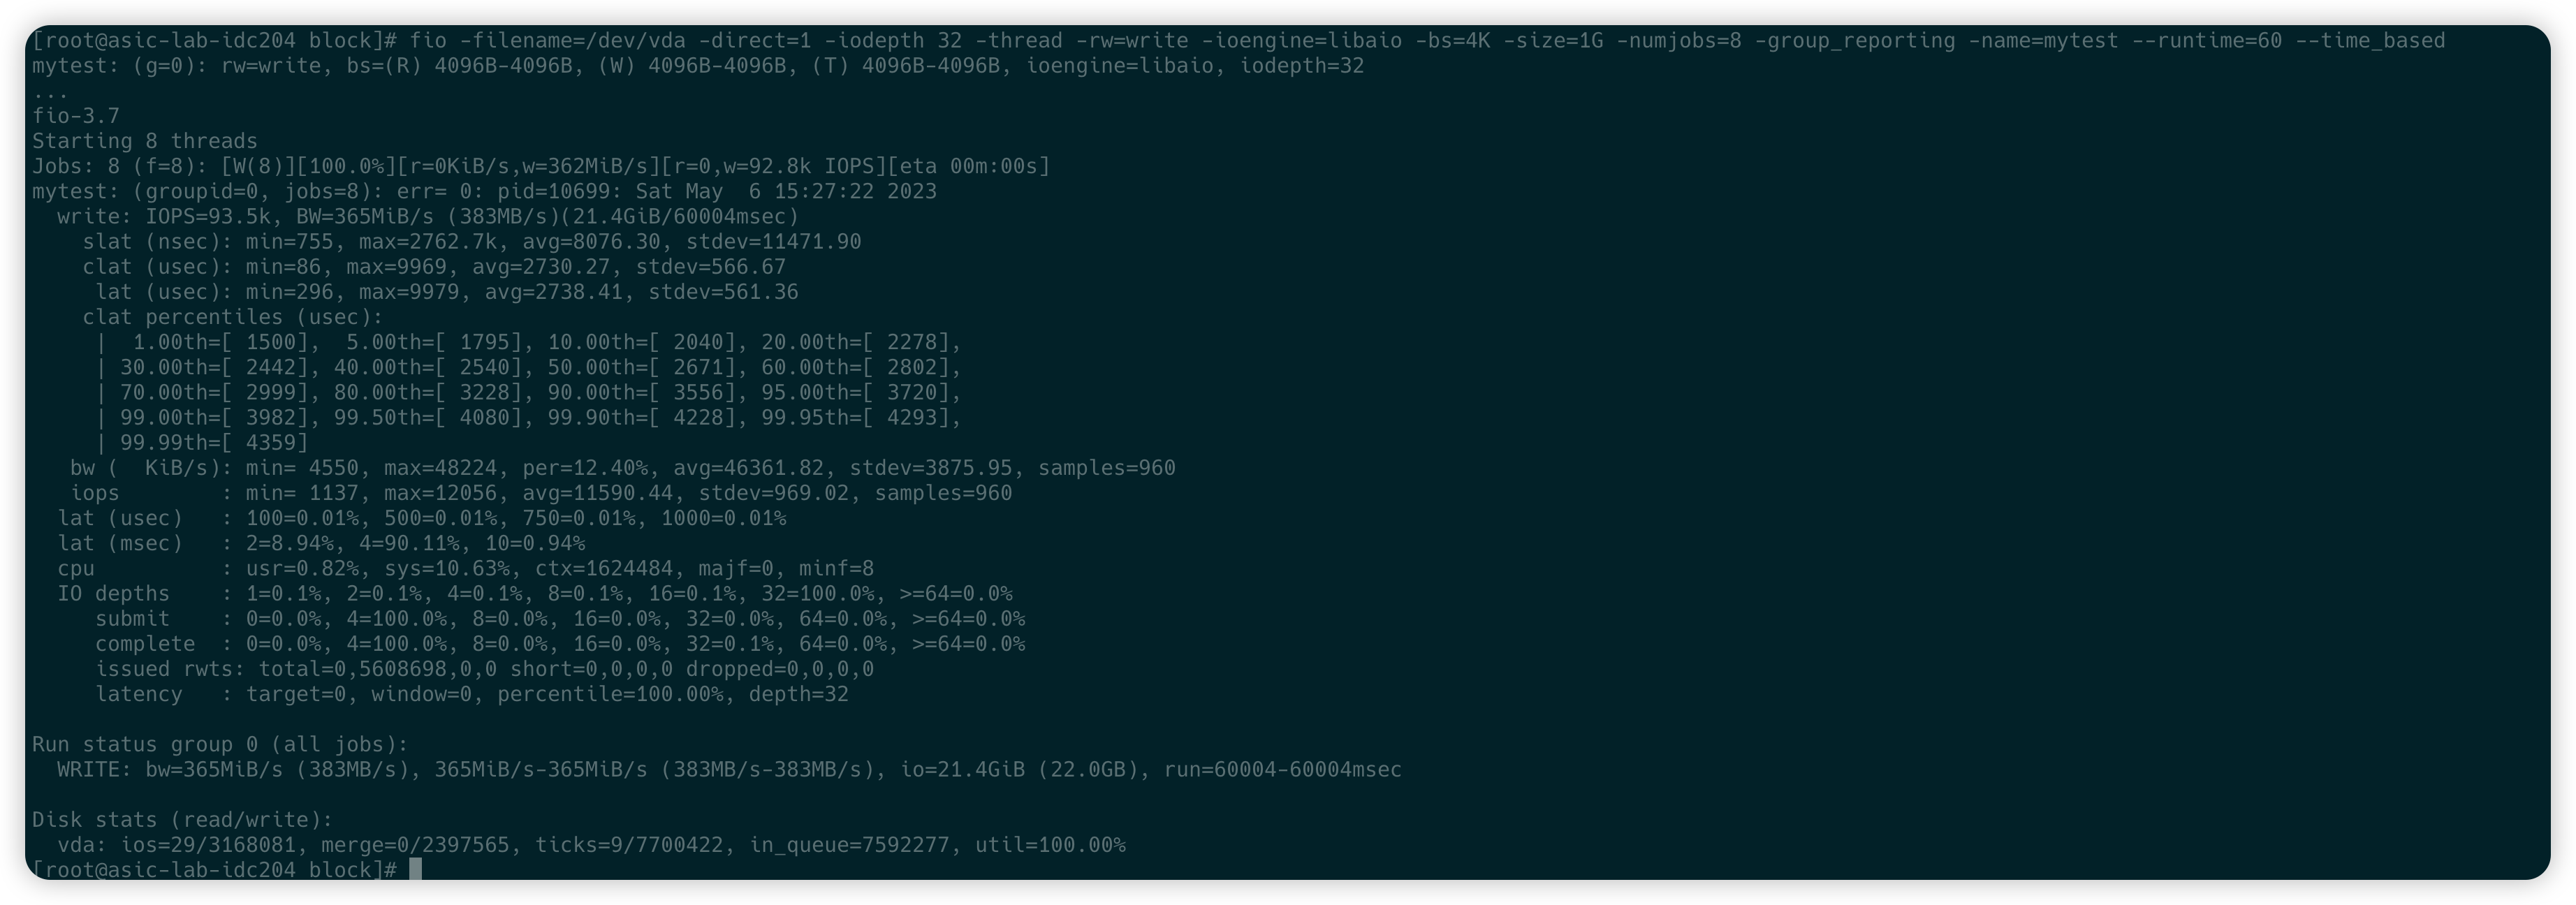 [root@asic-lab-idc204 block]# fio -filename=/dev/vda -direct=1 -iodepth 32 -thread -rw=write -ioengine=libaio -bs=4K -size=1G -numjobs=8 -group_reporting -name=mytest --runtime=60 --time_based
mytest: (g=0): rw=write, bs=(R) 4096B-4096B, (W) 4096B-4096B, (T) 4096B-4096B, ioengine=libaio, iodepth=32
...
fio-3.7
Starting 8 threads
Jobs: 8 (f=8): [W(8)][100.0%][r=0KiB/s,w=362MiB/s][r=0,w=92.8k IOPS][eta 00m:00s]
mytest: (groupid=0, jobs=8): err= 0: pid=10699: Sat May  6 15:27:22 2023
  write: IOPS=93.5k, BW=365MiB/s (383MB/s)(21.4GiB/60004msec)
    slat (nsec): min=755, max=2762.7k, avg=8076.30, stdev=11471.90
    clat (usec): min=86, max=9969, avg=2730.27, stdev=566.67
     lat (usec): min=296, max=9979, avg=2738.41, stdev=561.36
    clat percentiles (usec):
     |  1.00th=[ 1500],  5.00th=[ 1795], 10.00th=[ 2040], 20.00th=[ 2278],
     | 30.00th=[ 2442], 40.00th=[ 2540], 50.00th=[ 2671], 60.00th=[ 2802],
     | 70.00th=[ 2999], 80.00th=[ 3228], 90.00th=[ 3556], 95.00th=[ 3720],
     | 99.00th=[ 3982], 99.50th=[ 4080], 99.90th=[ 4228], 99.95th=[ 4293],
     | 99.99th=[ 4359]
   bw (  KiB/s): min= 4550, max=48224, per=12.40%, avg=46361.82, stdev=3875.95, samples=960
   iops        : min= 1137, max=12056, avg=11590.44, stdev=969.02, samples=960
  lat (usec)   : 100=0.01%, 500=0.01%, 750=0.01%, 1000=0.01%
  lat (msec)   : 2=8.94%, 4=90.11%, 10=0.94%
  cpu          : usr=0.82%, sys=10.63%, ctx=1624484, majf=0, minf=8
  IO depths    : 1=0.1%, 2=0.1%, 4=0.1%, 8=0.1%, 16=0.1%, 32=100.0%, >=64=0.0%
     submit    : 0=0.0%, 4=100.0%, 8=0.0%, 16=0.0%, 32=0.0%, 64=0.0%, >=64=0.0%
     complete  : 0=0.0%, 4=100.0%, 8=0.0%, 16=0.0%, 32=0.1%, 64=0.0%, >=64=0.0%
     issued rwts: total=0,5608698,0,0 short=0,0,0,0 dropped=0,0,0,0
     latency   : target=0, window=0, percentile=100.00%, depth=32

Run status group 0 (all jobs):
  WRITE: bw=365MiB/s (383MB/s), 365MiB/s-365MiB/s (383MB/s-383MB/s), io=21.4GiB (22.0GB), run=60004-60004msec

Disk stats (read/write):
  vda: ios=29/3168081, merge=0/2397565, ticks=9/7700422, in_queue=7592277, util=100.00%
[root@asic-lab-idc204 block]#